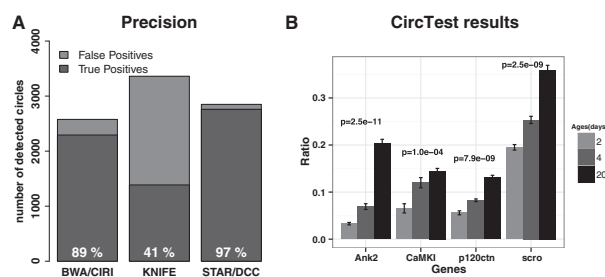 A
Precision
number of detected circles
4000
3000
2000
1000
0
False Positives
True Positives
89 %
41 %
97 %
BWA/CIRI
KNIFE
STAR/DCC
B
CircTest results
Ratio
0.3
0.2
0.1
0.0
p=2.5e−11
p=1.0e−04
p=7.9e−09
p=2.5e−09
Ank2
CaMKI
p120ctn
scro
Genes
Ages(days
2
4
20